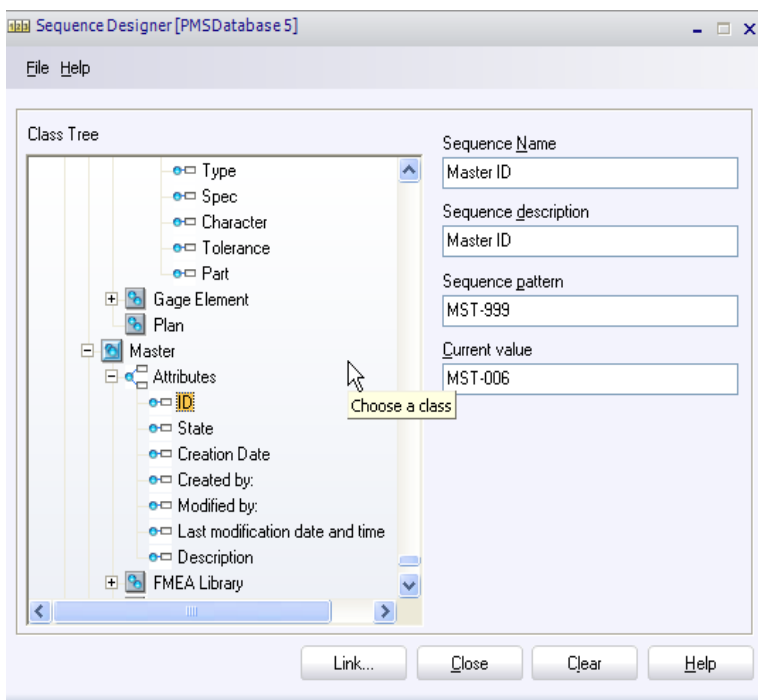 Sequence Designer [PMSDatabase 5]
File Help
Class Tree
Type
Spec
Character
Tolerance
Part
Gage Element
Plan
Master
Attributes
ID
State
Creation Date
Created by:
Modified by:
Last modification date and time
Description
FMEA Library
Choose a class
Sequence Name
Master ID
Sequence description
Master ID
Sequence pattern
MST-999
Current value
MST-006
Link... Close Clear Help